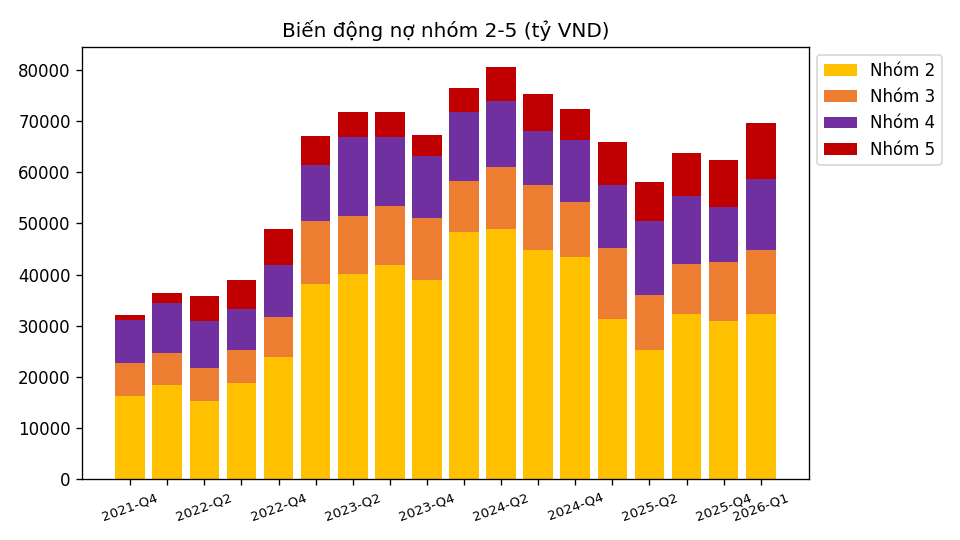 Biến động nợ nhóm 2-5 (tỷ VND)
80000
70000
60000
50000
40000
30000
20000
10000
0
2021-Q4
2022-Q2
2022-Q4
2023-Q2
2023-Q4
2024-Q2
2024-Q4
2025-Q2
2025-Q4
2026-Q1
Nhóm 2
Nhóm 3
Nhóm 4
Nhóm 5